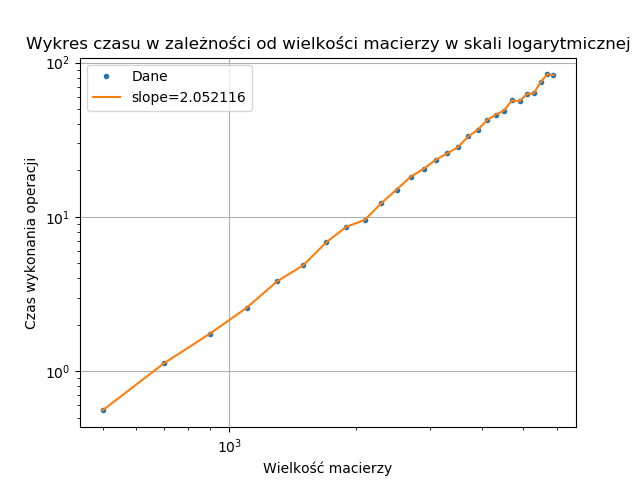 Wykres czasu w zależności od wielkości macierzy w skali logarytmicznej
Dane
slope=2.052116
10²
10¹
10⁰
Czas wykonania operacji
10³
Wielkość macierzy